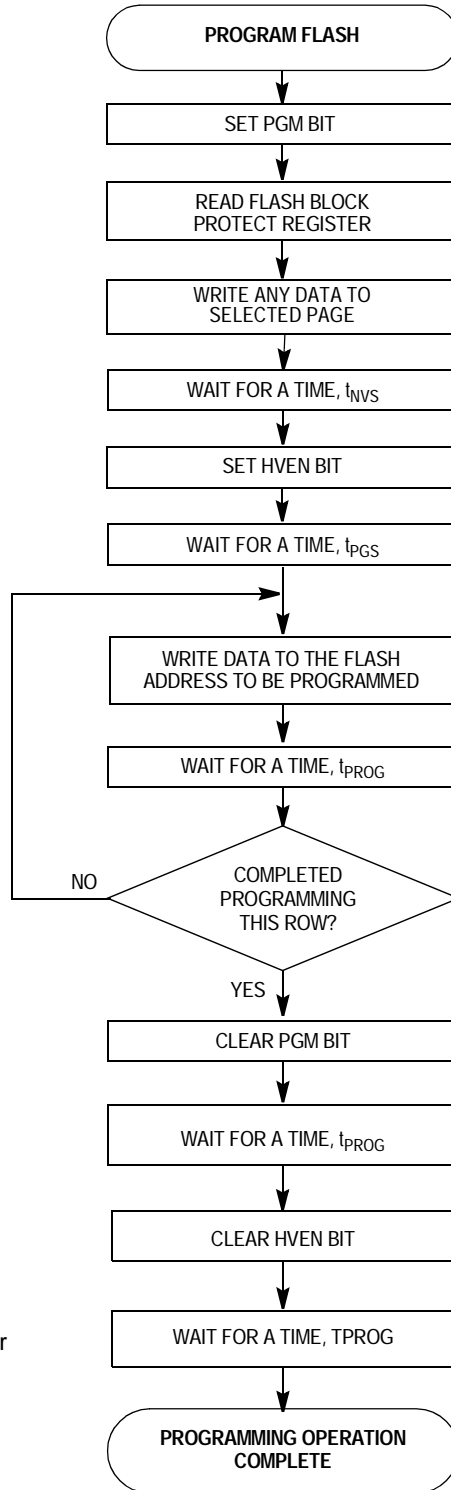 PROGRAM FLASH
SET PGM BIT
READ FLASH BLOCK
PROTECT REGISTER
WRITE ANY DATA TO
SELECTED PAGE
WAIT FOR A TIME, tNVS
SET HVEN BIT
WAIT FOR A TIME, tPGS
WRITE DATA TO THE FLASH
ADDRESS TO BE PROGRAMMED
WAIT FOR A TIME, tPROG
COMPLETED
PROGRAMMING
THIS ROW?
NO
YES
CLEAR PGM BIT
WAIT FOR A TIME, tPROG
CLEAR HVEN BIT
WAIT FOR A TIME, TPROG
r
PROGRAMMING OPERATION
COMPLETE